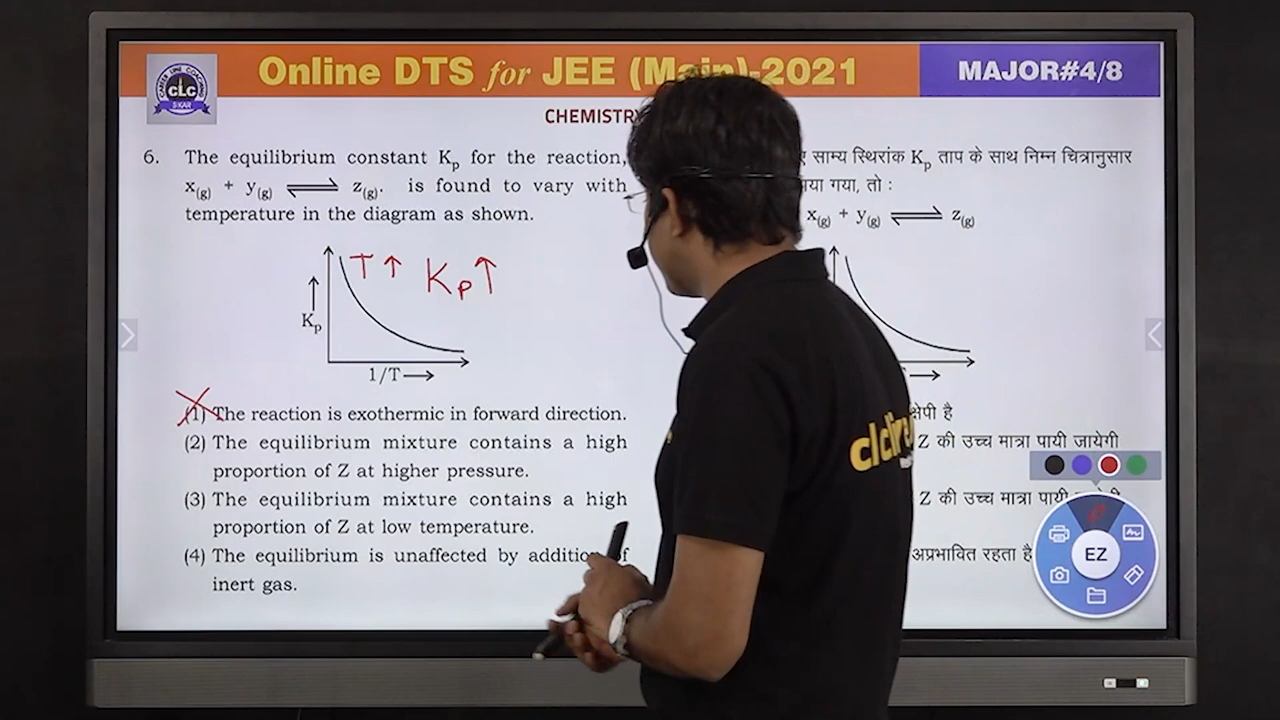 Online DTS for JEE (Main)-2021
MAJOR#4/8
CLC
SIKAR
CHEMISTRY
6. The equilibrium constant Kp for the reaction,
x(g) + y(g) ⇌ z(g). is found to vary with
temperature in the diagram as shown.
T↑ Kp↑
Kp
1/T
(1) The reaction is exothermic in forward direction.
(2) The equilibrium mixture contains a high
proportion of Z at higher pressure.
(3) The equilibrium mixture contains a high
proportion of Z at low temperature.
(4) The equilibrium is unaffected by addition of
inert gas.
साम्य स्थिरांक Kp ताप के साथ निम्न चित्रानुसार
गया, तो :
x(g) + y(g) ⇌ z(g)
है
Z की उच्च मात्रा पायी जायेगी
Z की उच्च मात्रा पायी
अप्रभावित रहता है
EZ